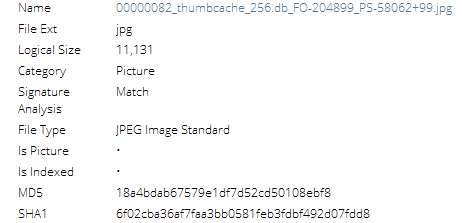 Name 00000082_thumbcache_256.db_FO-204899_PS-58062+99.jpg
File Ext jpg
Logical Size 11,131
Category Picture
Signature Analysis Match
File Type JPEG Image Standard
Is Picture •
Is Indexed •
MD5 18a4bdab67579e1df7d52cd50108ebf8
SHA1 6f02cba36af7faa3bb0581feb3fdbf492d07fdd8